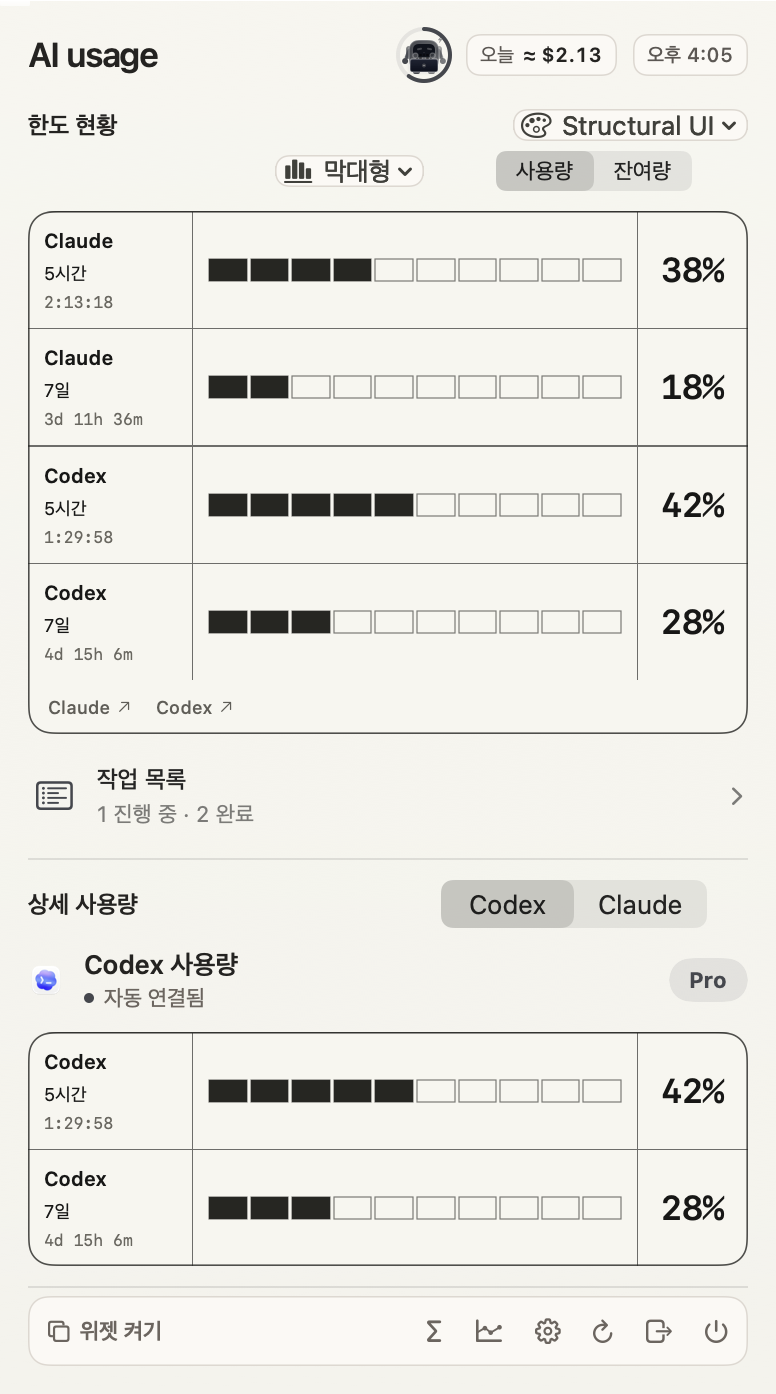 AI usage
오늘 ≈ $2.13
오후 4:05
한도 현황
Structural UI
막대형
사용량
잔여량
Claude
5시간
2:13:18
38%
Claude
7일
3d 11h 36m
18%
Codex
5시간
1:29:58
42%
Codex
7일
4d 15h 6m
28%
Claude ↗ Codex ↗
작업 목록
1 진행 중 · 2 완료
상세 사용량
Codex
Claude
Codex 사용량
자동 연결됨
Pro
Codex
5시간
1:29:58
42%
Codex
7일
4d 15h 6m
28%
위젯 켜기